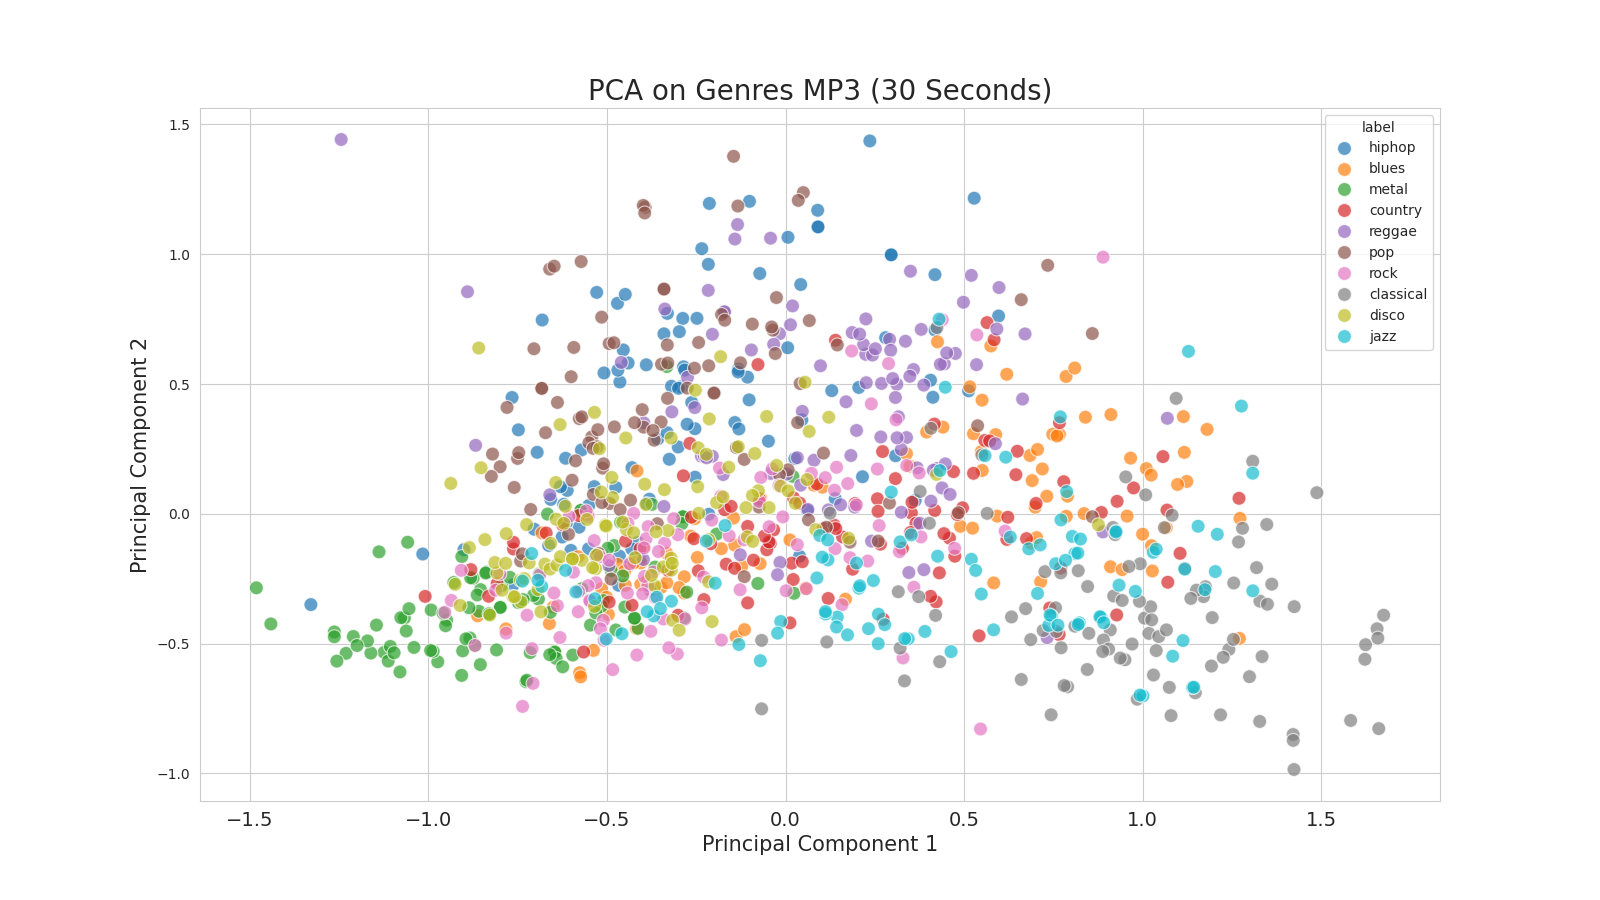 PCA on Genres MP3 (30 Seconds)
label
hiphop
blues
metal
country
reggae
pop
rock
classical
disco
jazz
1.5
1.0
0.5
0.0
−0.5
−1.0
Principal Component 2
−1.5
−1.0
−0.5
0.0
0.5
1.0
1.5
Principal Component 1